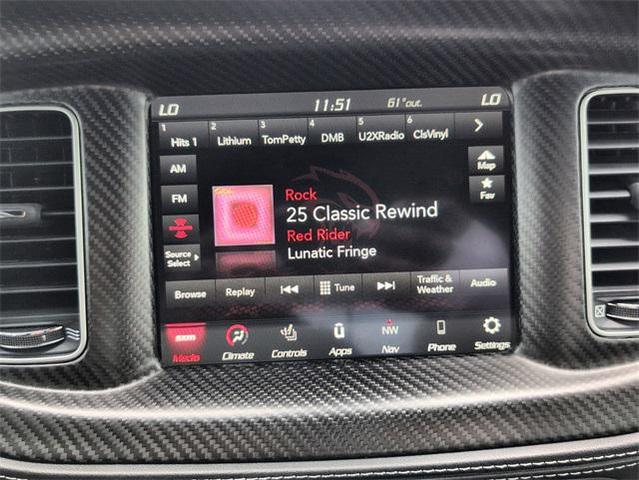 LO 11:51 61°out. LO
1 2 3 4 5 6
Hits 1 Lithium TomPetty DMB U2XRadio ClsVinyl
AM
Map
FM
Fav
Rock
25 Classic Rewind
Red Rider
Lunatic Fringe
Source
Select
Browse Replay Tune Traffic & Weather Audio
sxm NW
Media Climate Controls Apps Nav Phone Settings